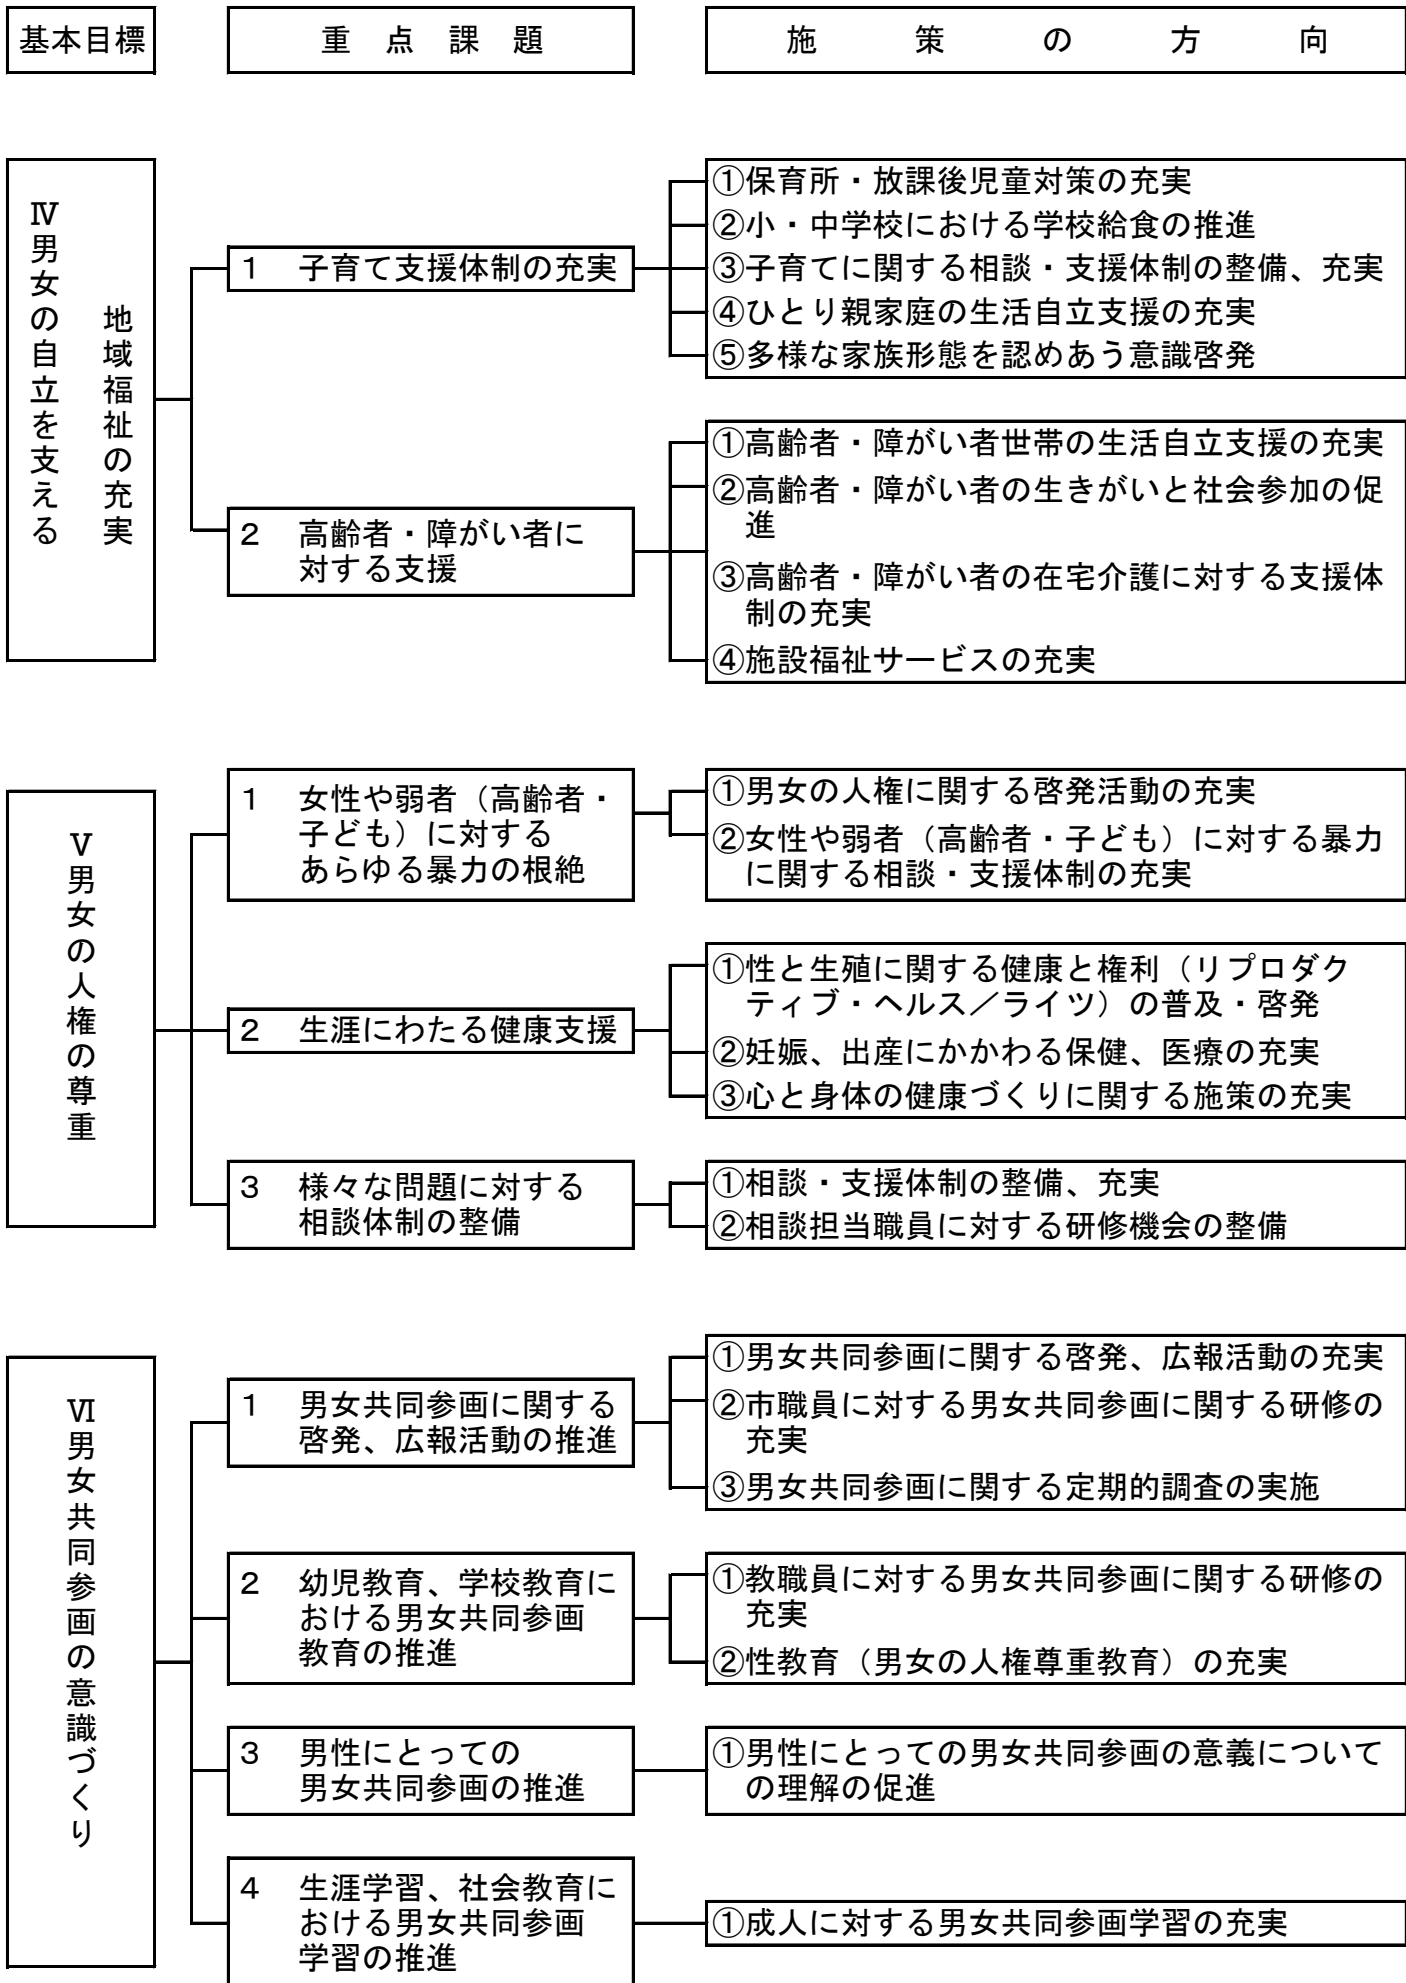 基本目標
重点課題
施策の方向
Ⅳ男女の自立を支える
地域福祉の充実
1 子育て支援体制の充実
①保育所・放課後児童対策の充実
②小・中学校における学校給食の推進
③子育てに関する相談・支援体制の整備、充実
④ひとり親家庭の生活自立支援の充実
⑤多様な家族形態を認めあう意識啓発
2 高齢者・障がい者に
対する支援
①高齢者・障がい者世帯の生活自立支援の充実
②高齢者・障がい者の生きがいと社会参加の促
進
③高齢者・障がい者の在宅介護に対する支援体
制の充実
④施設福祉サービスの充実
Ⅴ男女の人権の尊重
1 女性や弱者（高齢者・
子ども）に対する
あらゆる暴力の根絶
①男女の人権に関する啓発活動の充実
②女性や弱者（高齢者・子ども）に対する暴力
に関する相談・支援体制の充実
2 生涯にわたる健康支援
①性と生殖に関する健康と権利（リプロダク
ティブ・ヘルス／ライツ）の普及・啓発
②妊娠、出産にかかわる保健、医療の充実
③心と身体の健康づくりに関する施策の充実
3 様々な問題に対する
相談体制の整備
①相談・支援体制の整備、充実
②相談担当職員に対する研修機会の整備
Ⅵ男女共同参画の意識づくり
1 男女共同参画に関する
啓発、広報活動の推進
①男女共同参画に関する啓発、広報活動の充実
②市職員に対する男女共同参画に関する研修の
充実
③男女共同参画に関する定期的調査の実施
2 幼児教育、学校教育に
おける男女共同参画
教育の推進
①教職員に対する男女共同参画に関する研修の
充実
②性教育（男女の人権尊重教育）の充実
3 男性にとっての
男女共同参画の推進
①男性にとっての男女共同参画の意義について
の理解の促進
4 生涯学習、社会教育に
おける男女共同参画
学習の推進
①成人に対する男女共同参画学習の充実